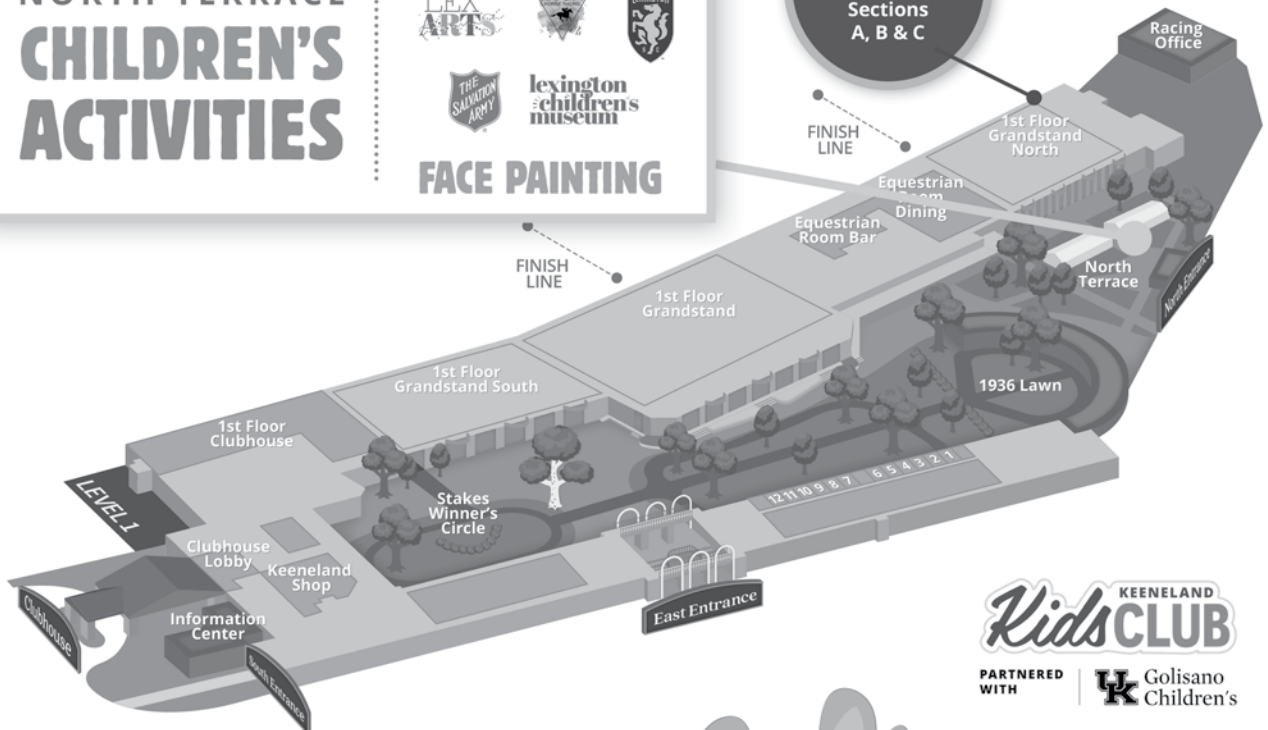 NORTH TERRACE
CHILDREN'S
ACTIVITIES
LEX
ARTS
THE
SALVATION
ARMY
lexington
children's
museum
FACE PAINTING
Sections
A, B & C
Racing
Office
FINISH
LINE
1st Floor
Grandstand
North
Equestrian
Room
Dining
Equestrian
Room Bar
FINISH
LINE
North
Terrace
North Entrance
1st Floor
Grandstand
1st Floor
Grandstand South
1936 Lawn
1st Floor
Clubhouse
LEVEL 1
Stakes
Winner's
Circle
12 11 10 9 8 7 6 5 4 3 2 1
Clubhouse
Lobby
Keeneland
Shop
Information
Center
Clubhouse
South Entrance
East Entrance
KEENELAND
Kids CLUB
PARTNERED
WITH
UK
Golisano
Children's